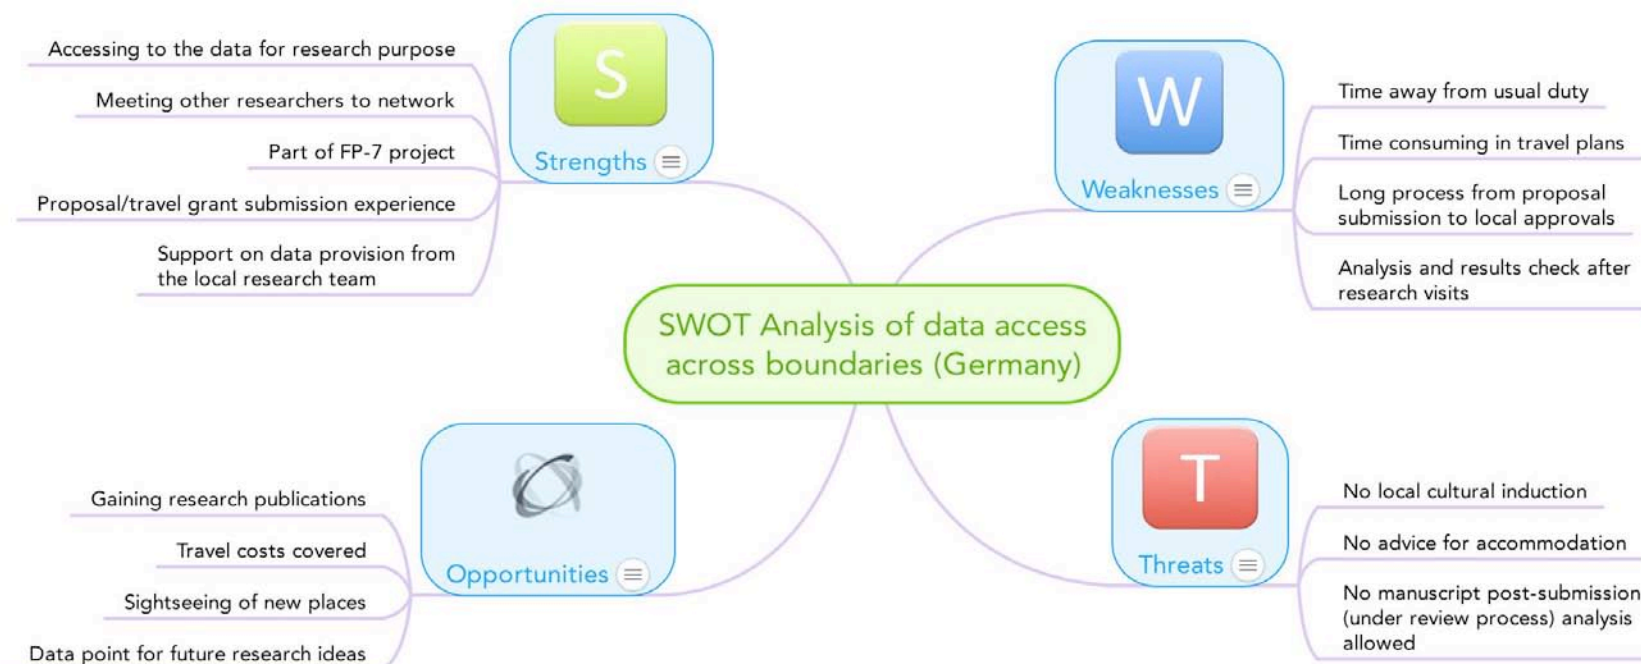 S
Strengths
Accessing to the data for research purpose
Meeting other researchers to network
Part of FP-7 project
Proposal/travel grant submission experience
Support on data provision from
the local research team
W
Weaknesses
Time away from usual duty
Time consuming in travel plans
Long process from proposal
submission to local approvals
Analysis and results check after
research visits
SWOT Analysis of data access
across boundaries (Germany)
Opportunities
Gaining research publications
Travel costs covered
Sightseeing of new places
Data point for future research ideas
T
Threats
No local cultural induction
No advice for accommodation
No manuscript post-submission
(under review process) analysis
allowed